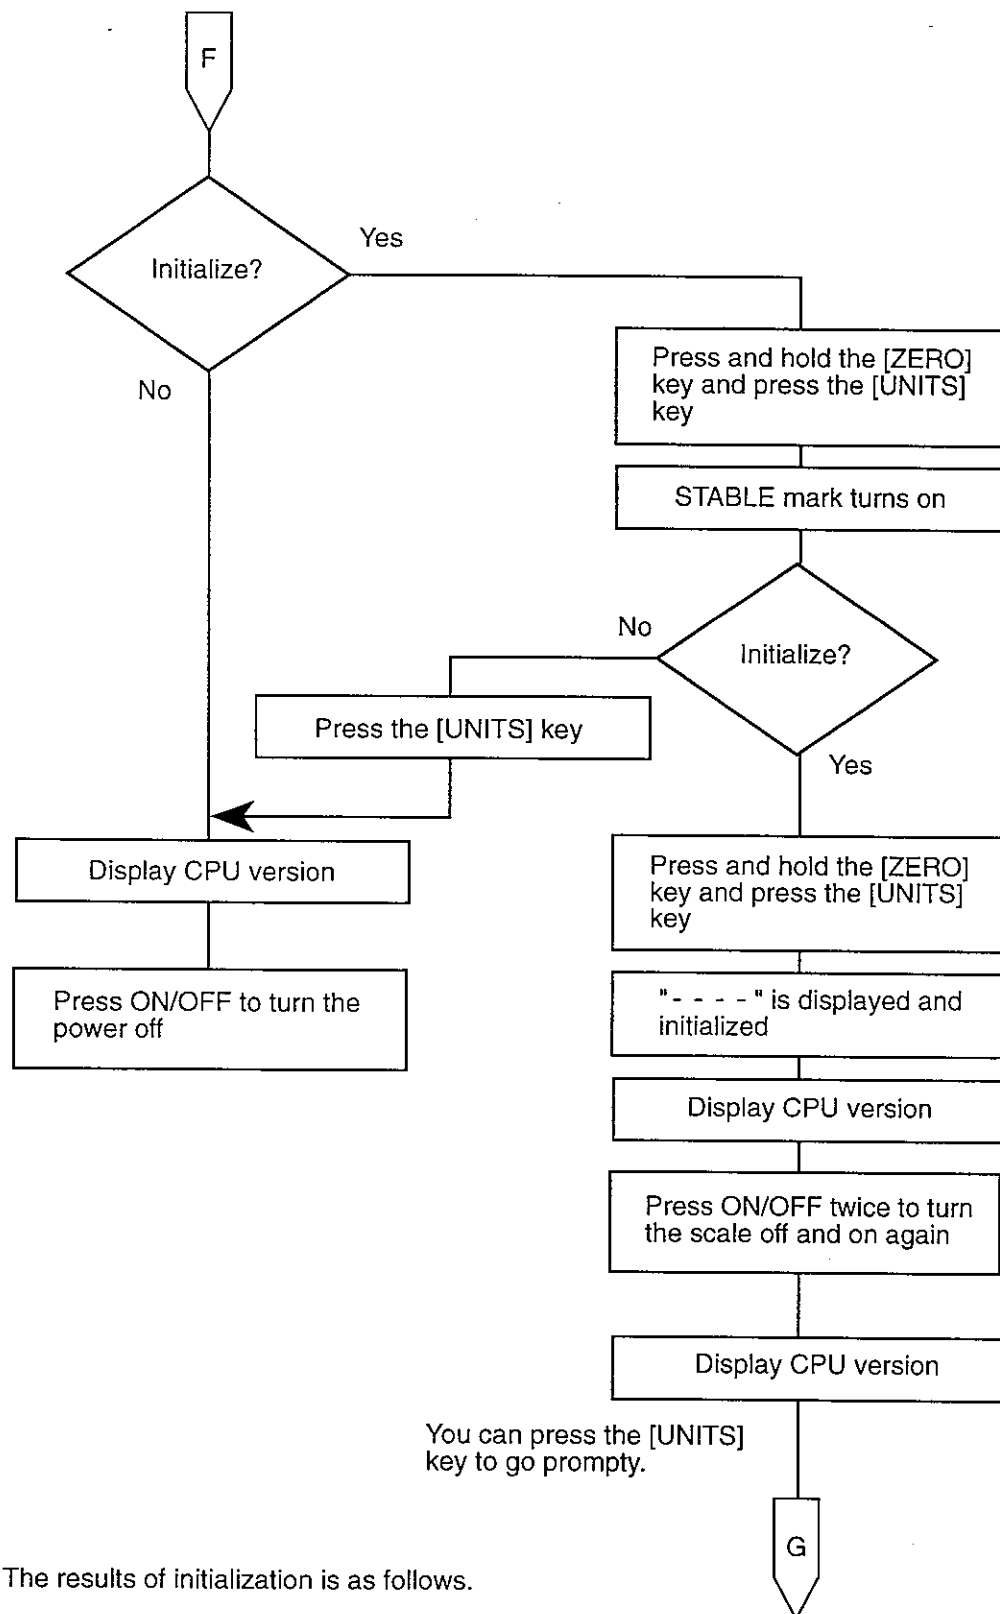 F
Initialize?
Yes
No
Press and hold the [ZERO]
key and press the [UNITS]
key
STABLE mark turns on
Initialize?
No
Yes
Press the [UNITS] key
Display CPU version
Press ON/OFF to turn the
power off
Press and hold the [ZERO]
key and press the [UNITS]
key
"- - - - -" is displayed and
initialized
Display CPU version
Press ON/OFF twice to turn
the scale off and on again
Display CPU version
You can press the [UNITS]
key to go prompty.
G
The results of initialization is as follows.